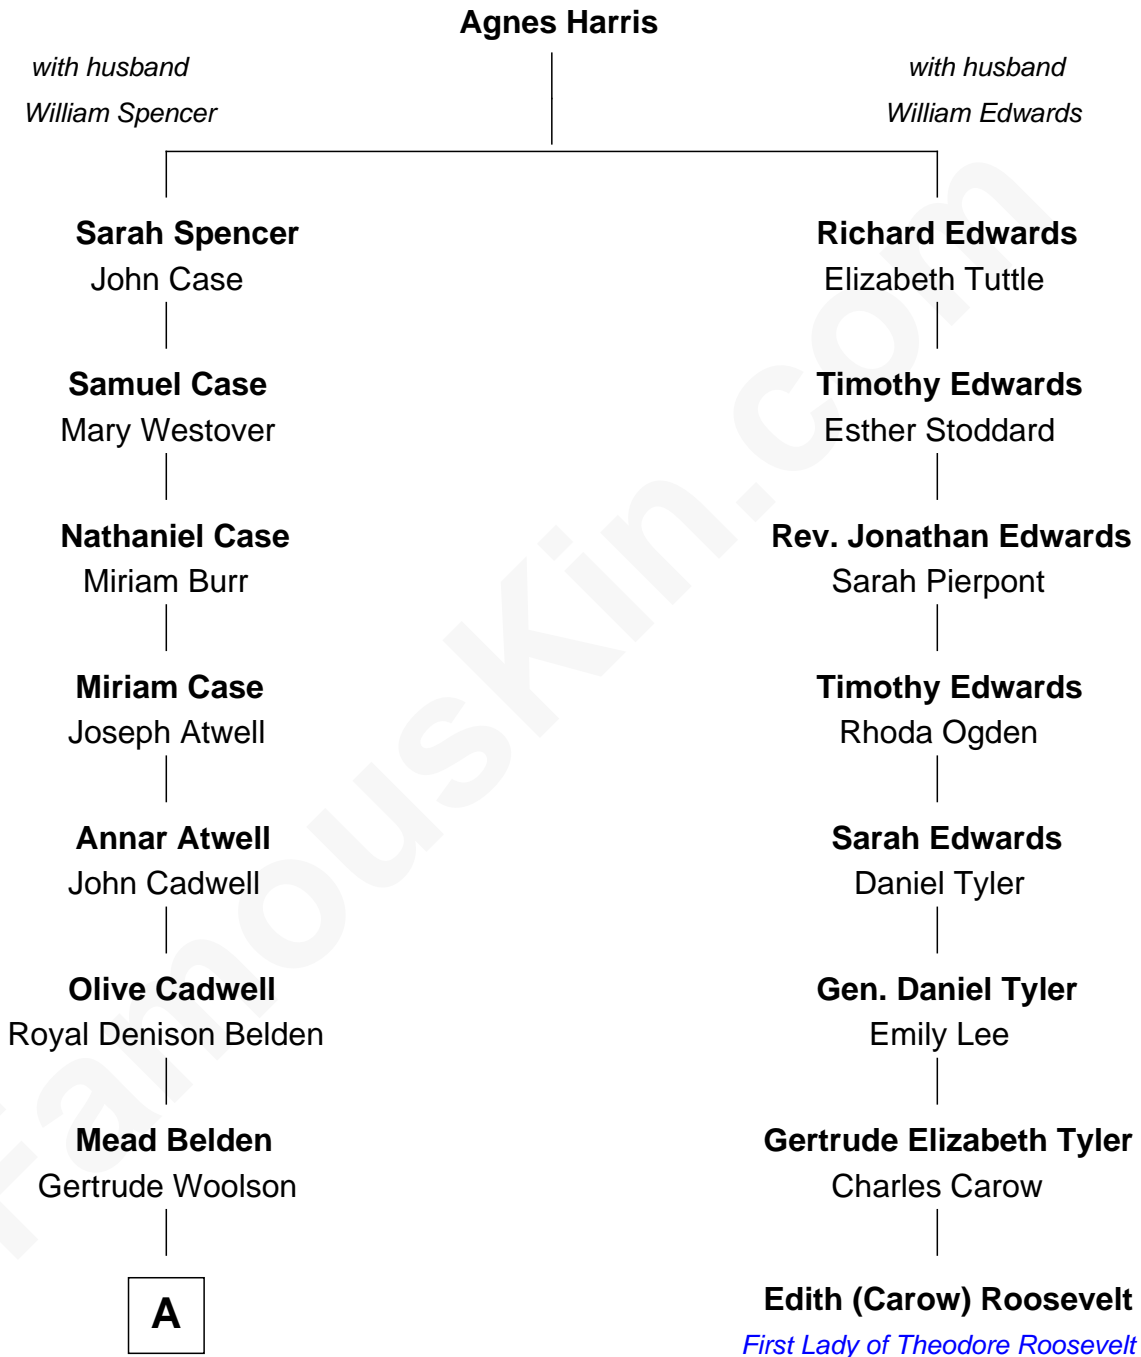 Agnes Harris
with husband
William Spencer
with husband
William Edwards
Sarah Spencer
John Case
Richard Edwards
Elizabeth Tuttle
Samuel Case
Mary Westover
Timothy Edwards
Esther Stoddard
Nathaniel Case
Miriam Burr
Rev. Jonathan Edwards
Sarah Pierpont
Miriam Case
Joseph Atwell
Timothy Edwards
Rhoda Ogden
Annar Atwell
John Cadwell
Sarah Edwards
Daniel Tyler
Olive Cadwell
Royal Denison Belden
Gen. Daniel Tyler
Emily Lee
Mead Belden
Gertrude Woolson
Gertrude Elizabeth Tyler
Charles Carow
A
Edith (Carow) Roosevelt
First Lady of Theodore Roosevelt
FamousKin.com